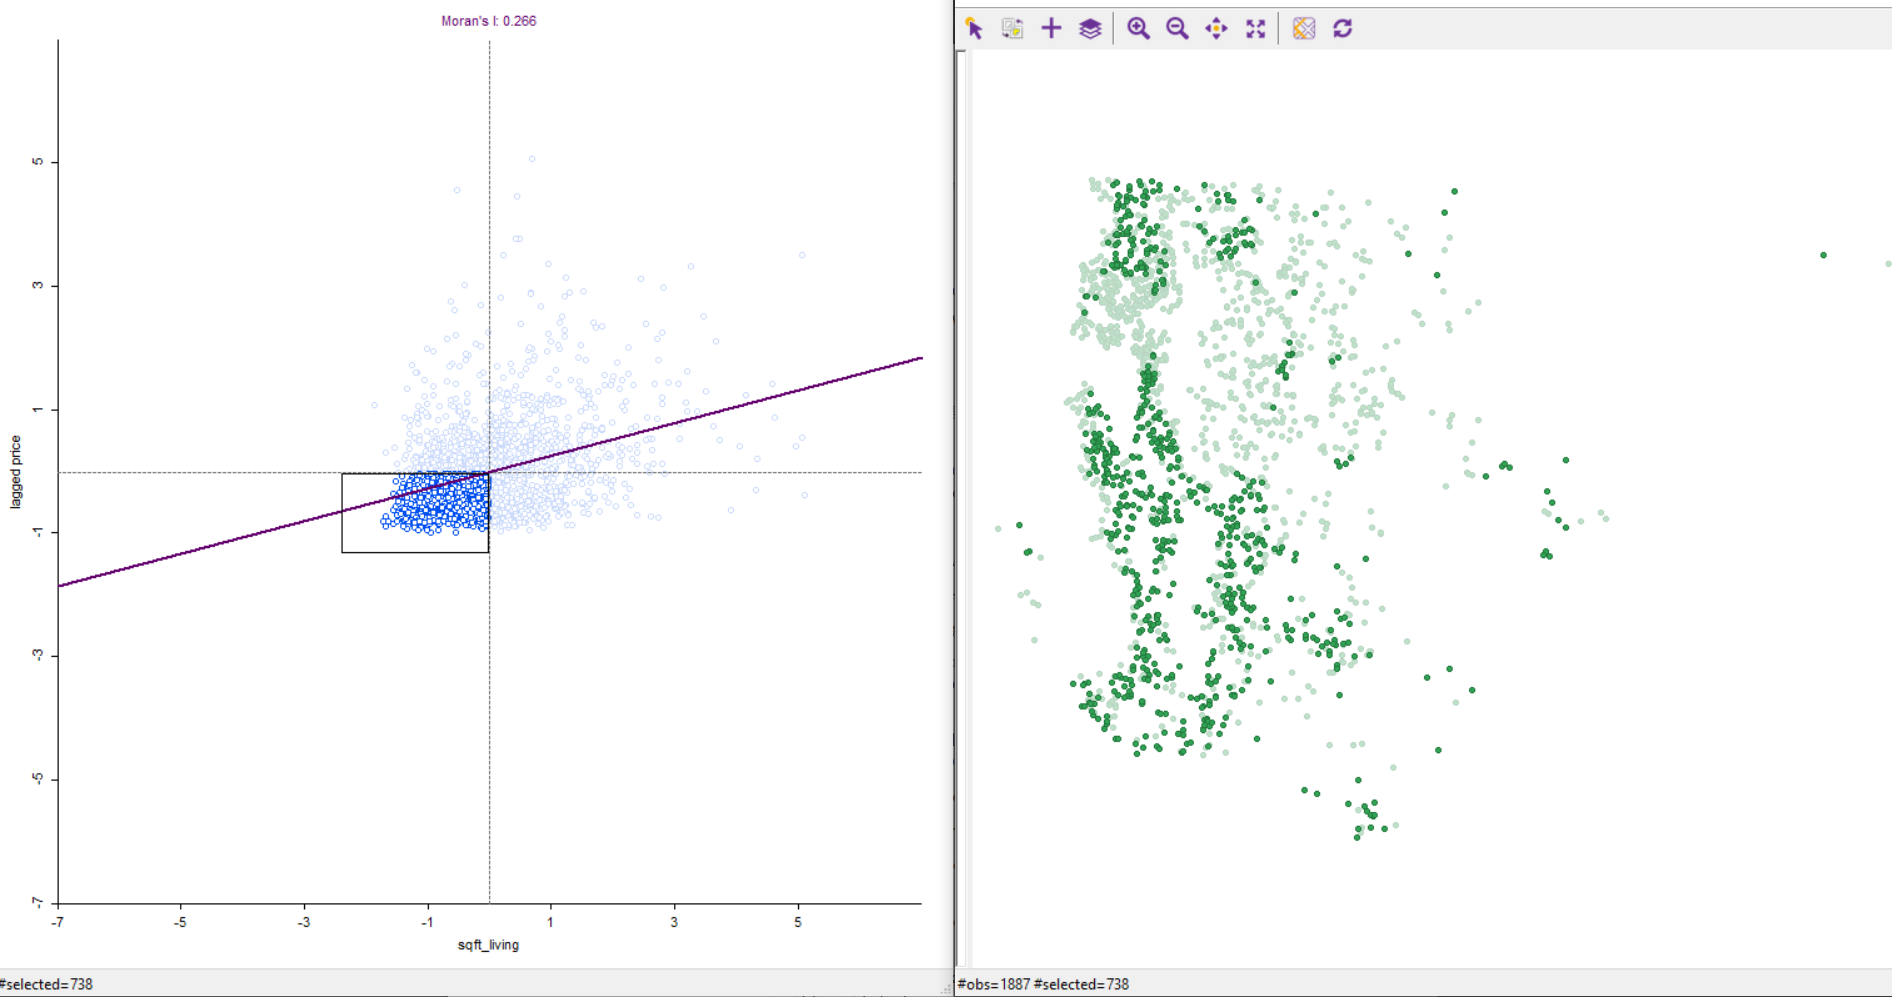 Moran's I: 0.266
5
3
1
-1
-3
-5
-7
lagged price
-7 -5 -3 -1 1 3 5
sqft_living
#selected=738
#obs=1887 #selected=738